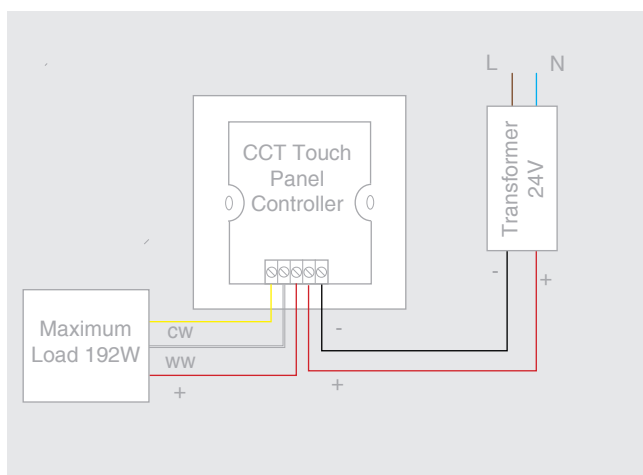 L N
CCT Touch
Panel
Controller
Transformer
24V
-
+
Maximum
Load 192W
CW
WW
+
-
+